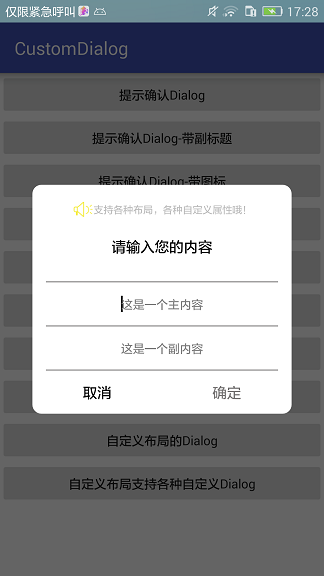 仅限紧急呼叫
17:28
CustomDialog
提示确认Dialog
提示确认Dialog-带副标题
提示确认Dialog-带图标
支持各种布局，各种自定义属性哦！
请输入您的内容
这是一个主内容
这是一个副内容
取消
确定
自定义布局的Dialog
自定义布局支持各种自定义Dialog